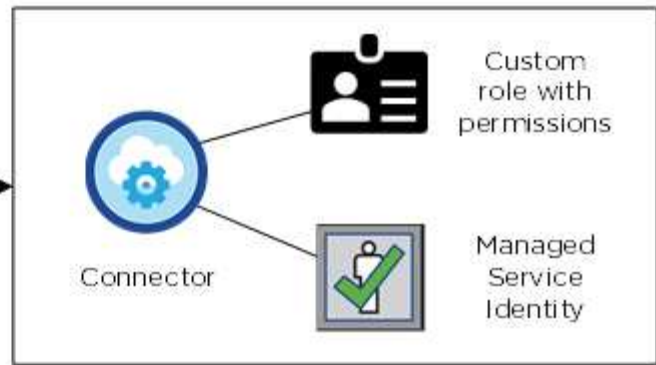 Custom
role with
permissions
Connector
Managed
Service
Identity